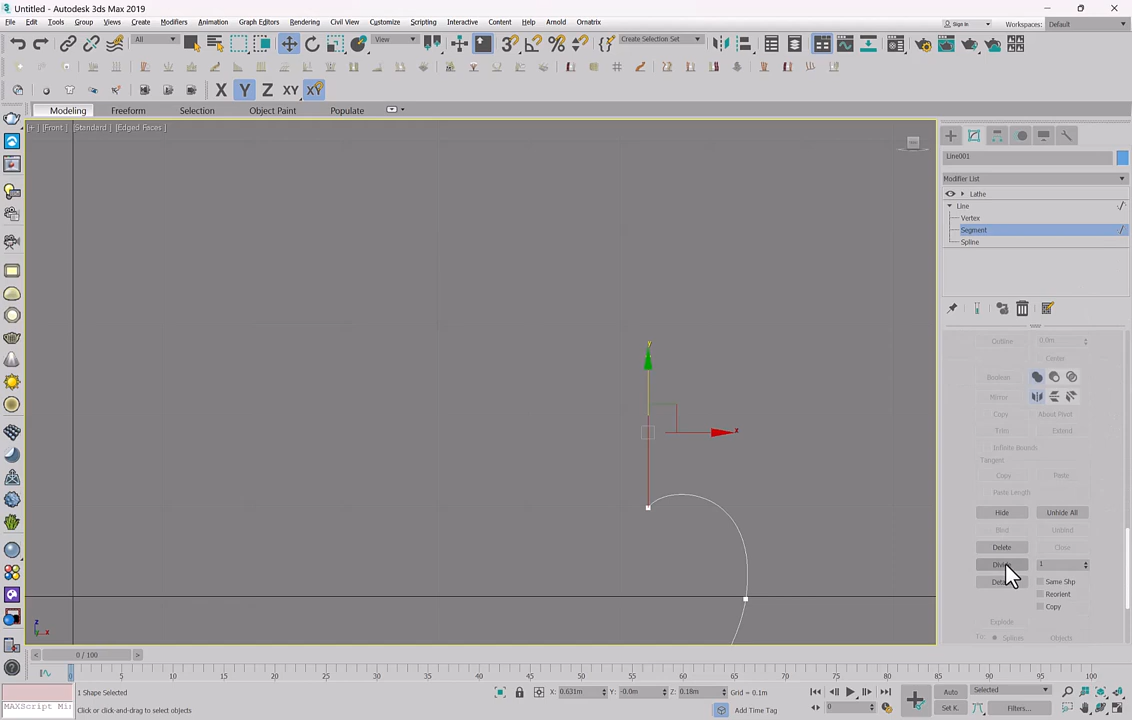 Untitled - Autodesk 3ds Max 2019
File Edit Tools Group Views Create Modifiers Animation Graph Editors Rendering Civil View Customize Scripting Interactive Content Help Arnold Ornatrix Sign In Workspaces: Default
All View Create Selection Set
X Y Z XY XY
Modeling Freeform Selection Object Paint Populate
[+] [Front] [Standard] [Edged Faces]
Line001
Modifier List
Lathe
Line
Vertex
Segment
Spline
y
x
z
x
Outline 0.0m
Center
Boolean
Mirror
Copy About Pivot
Trim Extend
Infinite Bounds
Tangent
Copy Paste
Paste Length
Hide Unhide All
Bind Unbind
Delete Close
1
Same Shp
Reorient
Copy
Explode
To: Splines Objects
0 / 100
0 5 10 15 20 25 30 35 40 45 50 55 60 65 70 75 80 85 90 95 100
1 Shape Selected
X: 0.631m Y: -0.0m Z: 0.18m Grid = 0.1m
Auto Selected
MAXScript Mi
Click or click-and-drag to select objects
Add Time Tag
0
Set K. Filters...